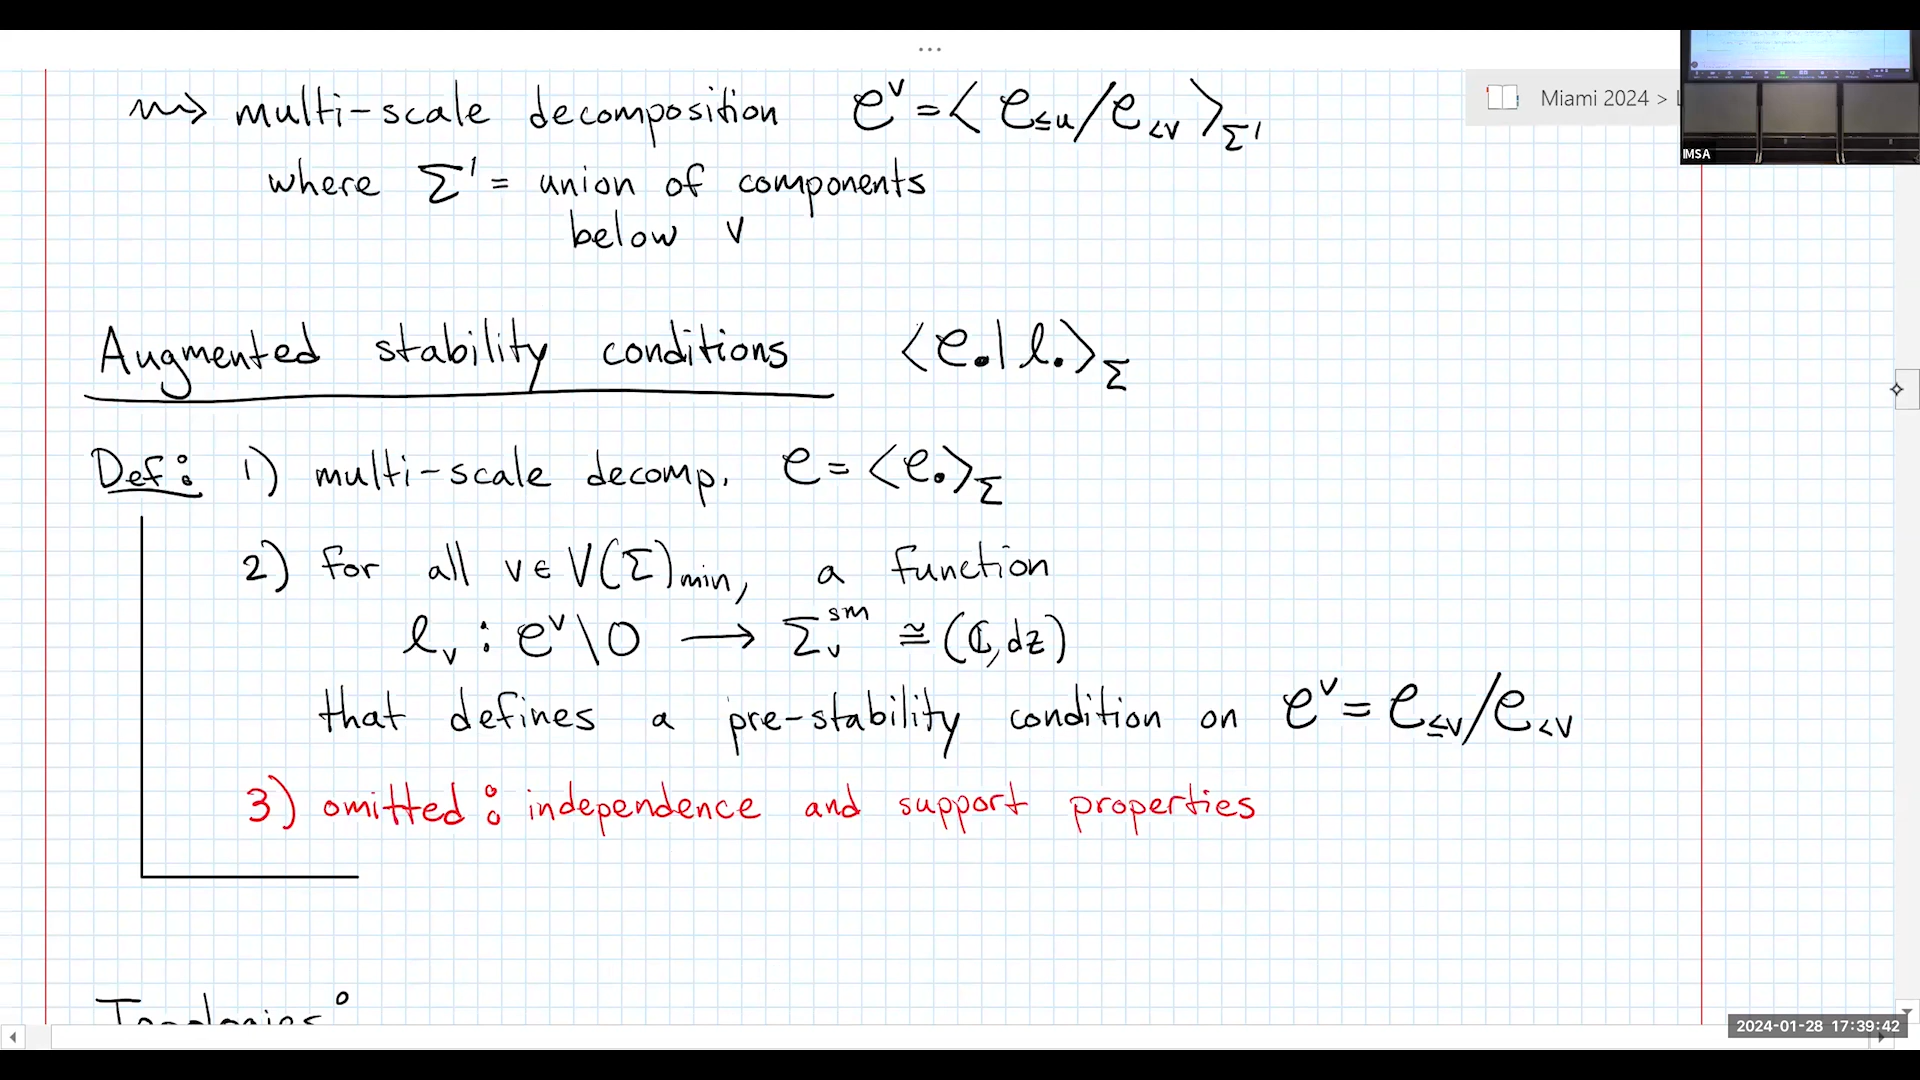 ...
⇝ multi-scale decomposition 𝒞^v = ⟨ 𝒞_≤u / 𝒞_<v ⟩_Σ'
Miami 2024 >
IMSA
where Σ' = union of components
below v
Augmented stability conditions ⟨𝒞_•|ℓ_•⟩_Σ
Def: 1) multi-scale decomp. 𝒞 = ⟨𝒞_•⟩_Σ
2) for all v∈V(Σ)_min, a function
ℓ_v : 𝒞^v \ 0 ⟶ Σ_v^sm ≅ (ℂ, dz)
that defines a pre-stability condition on 𝒞^v = 𝒞_≤v / 𝒞_<v
3) omitted: independence and support properties
Topologies:
2024-01-28 17:39:42